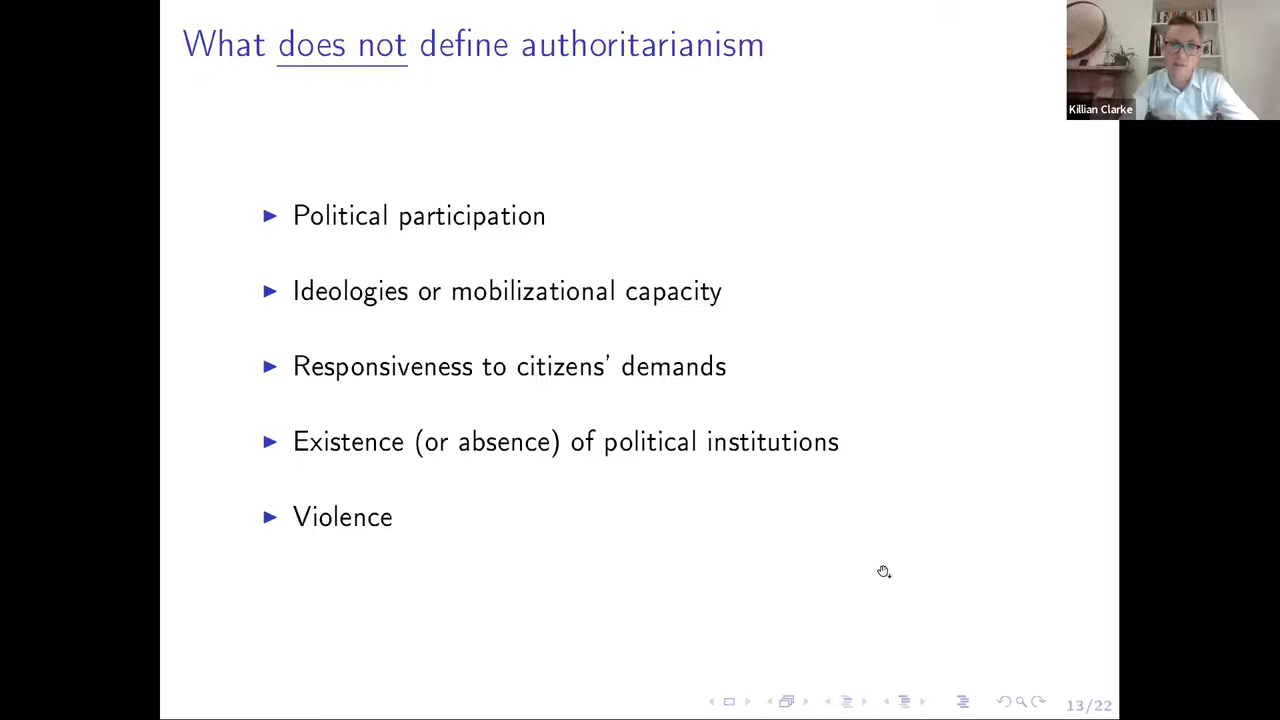 What does not define authoritarianism
Killian Clarke
Political participation
Ideologies or mobilizational capacity
Responsiveness to citizens' demands
Existence (or absence) of political institutions
Violence
13/22